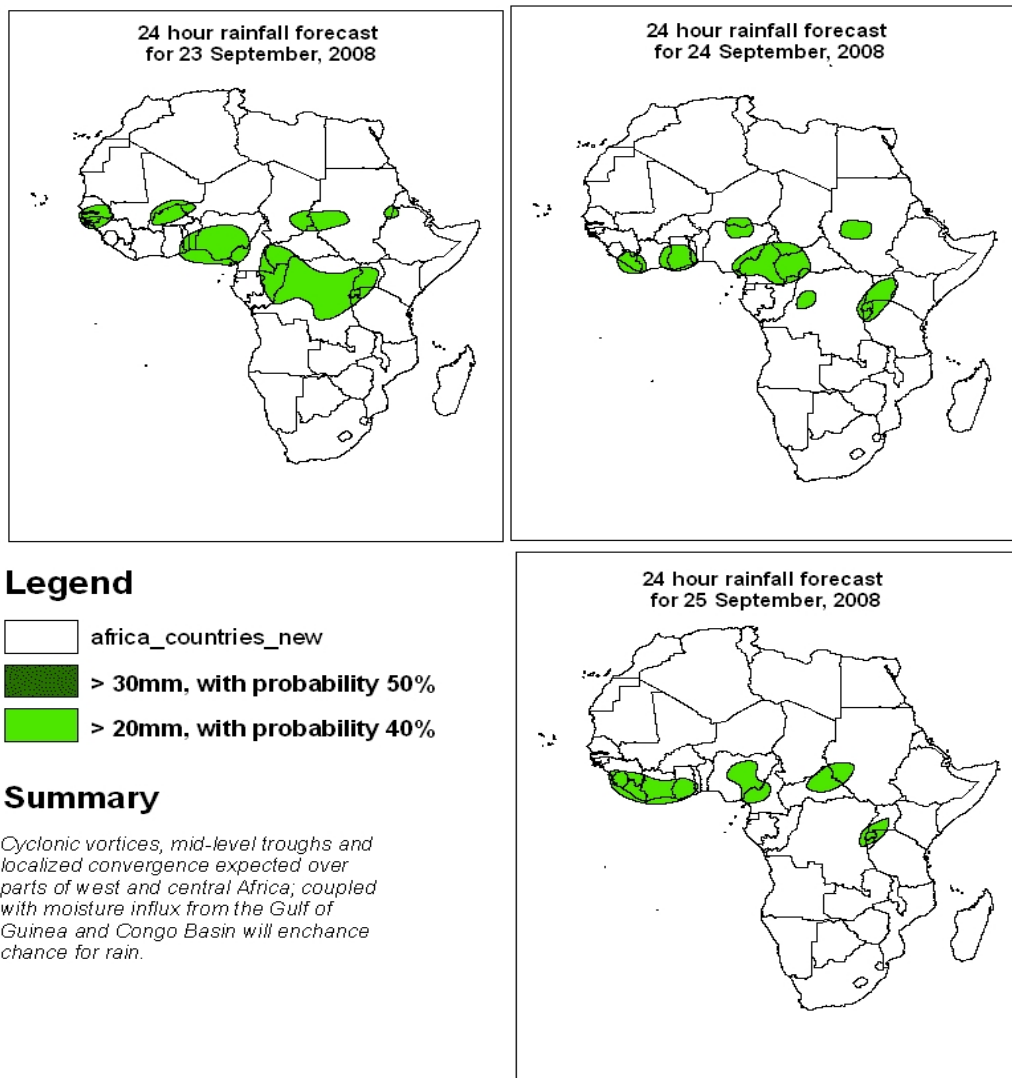 24 hour rainfall forecast
for 23 September, 2008
24 hour rainfall forecast
for 24 September, 2008
Legend
africa_countries_new
> 30mm, with probability 50%
> 20mm, with probability 40%
Summary
Cyclonic vortices, mid-level troughs and
localized convergence expected over
parts of west and central Africa; coupled
with moisture influx from the Gulf of
Guinea and Congo Basin will enchance
chance for rain.
24 hour rainfall forecast
for 25 September, 2008